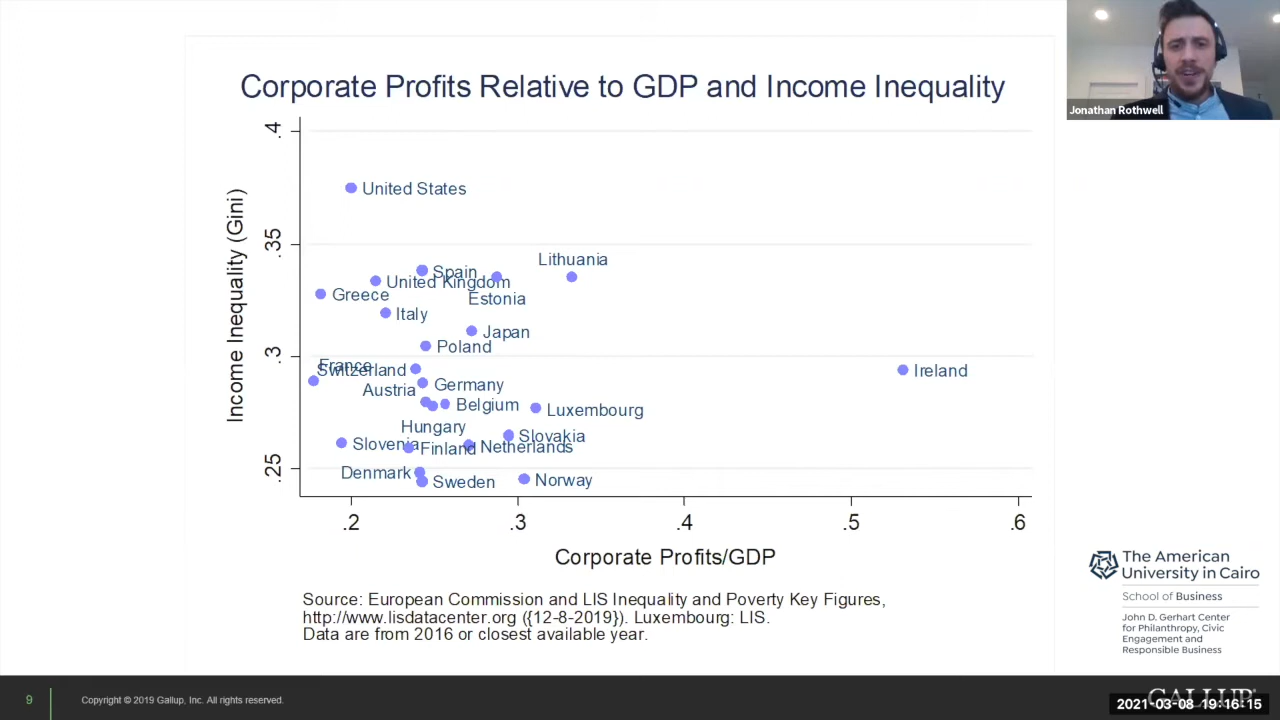 Jonathan Rothwell
Corporate Profits Relative to GDP and Income Inequality
Income Inequality (Gini)
.4
.35
.3
.25
United States
Lithuania
Spain
United Kingdom
Greece
Estonia
Italy
Japan
Poland
France
Switzerland
Ireland
Germany
Austria
Belgium
Luxembourg
Hungary
Slovakia
Slovenia
Finland
Netherlands
Denmark
Sweden
Norway
.2
.3
.4
.5
.6
Corporate Profits/GDP
Source: European Commission and LIS Inequality and Poverty Key Figures,
http://www.lisdatacenter.org ({12-8-2019}). Luxembourg: LIS.
Data are from 2016 or closest available year.
The American
University in Cairo
School of Business
John D. Gerhart Center
for Philanthropy, Civic
Engagement and
Responsible Business
9
Copyright © 2019 Gallup, Inc. All rights reserved.
GALLUP
2021-03-08 19:16:15